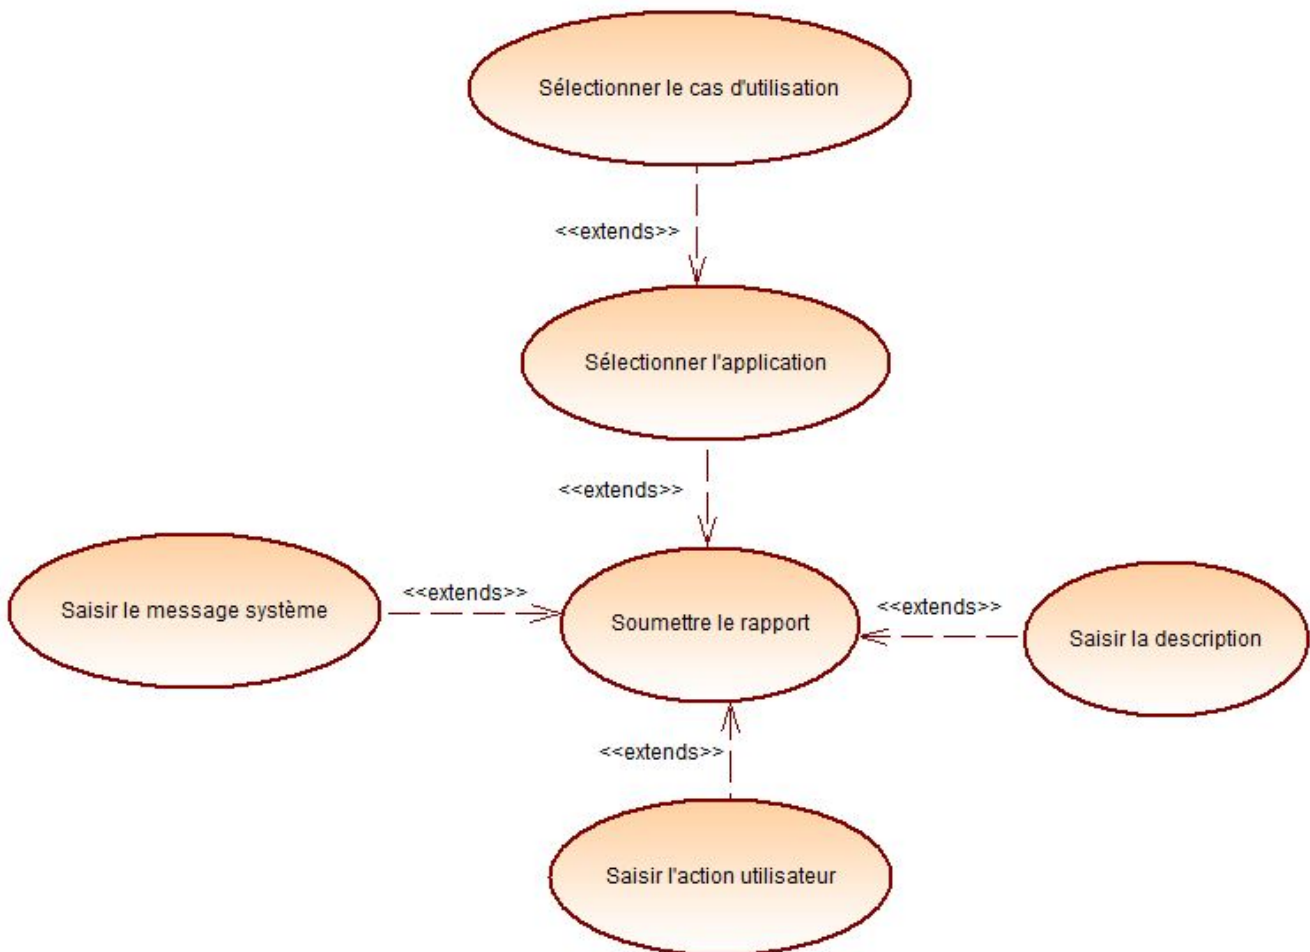 Sélectionner le cas d'utilisation
<<extends>>
Sélectionner l'application
<<extends>>
Saisir le message système
<<extends>>
Soumettre le rapport
<<extends>>
Saisir la description
<<extends>>
Saisir l'action utilisateur